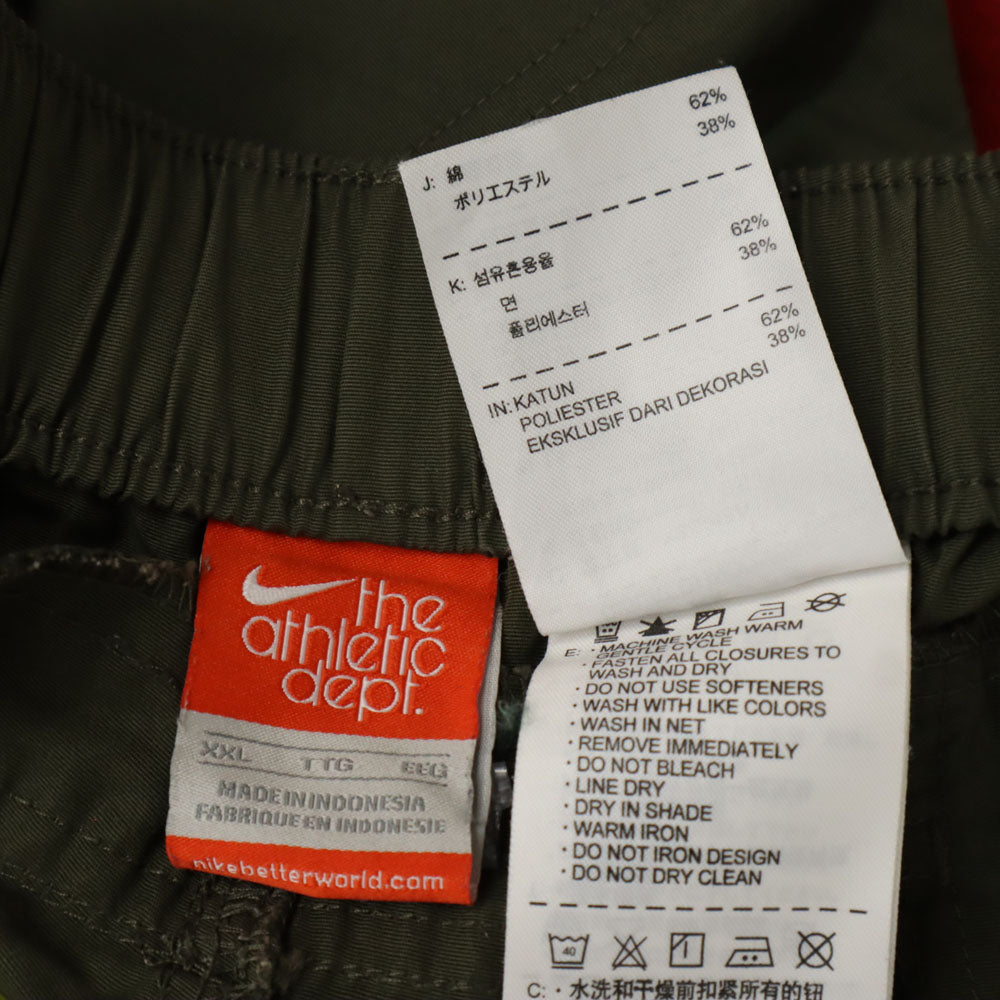 62%
38%
J: 綿
ポリエステル
62%
38%
K: 섬유혼용율
면
폴리에스터
62%
38%
IN: KATUN
POLIESTER
EKSKLUSIF DARI DEKORASI
the
athletic
dept.
XXL TTG EEG
MADE IN INDONESIA
FABRIQUE EN INDONESIE
nikebetterworld.com
E: · MACHINE WASH WARM
GENTLE CYCLE
· FASTEN ALL CLOSURES TO
WASH AND DRY
· DO NOT USE SOFTENERS
· WASH WITH LIKE COLORS
· WASH IN NET
· REMOVE IMMEDIATELY
· DO NOT BLEACH
· LINE DRY
· DRY IN SHADE
· WARM IRON
· DO NOT IRON DESIGN
· DO NOT DRY CLEAN
40
C: · 水洗和干燥前扣紧所有的钮